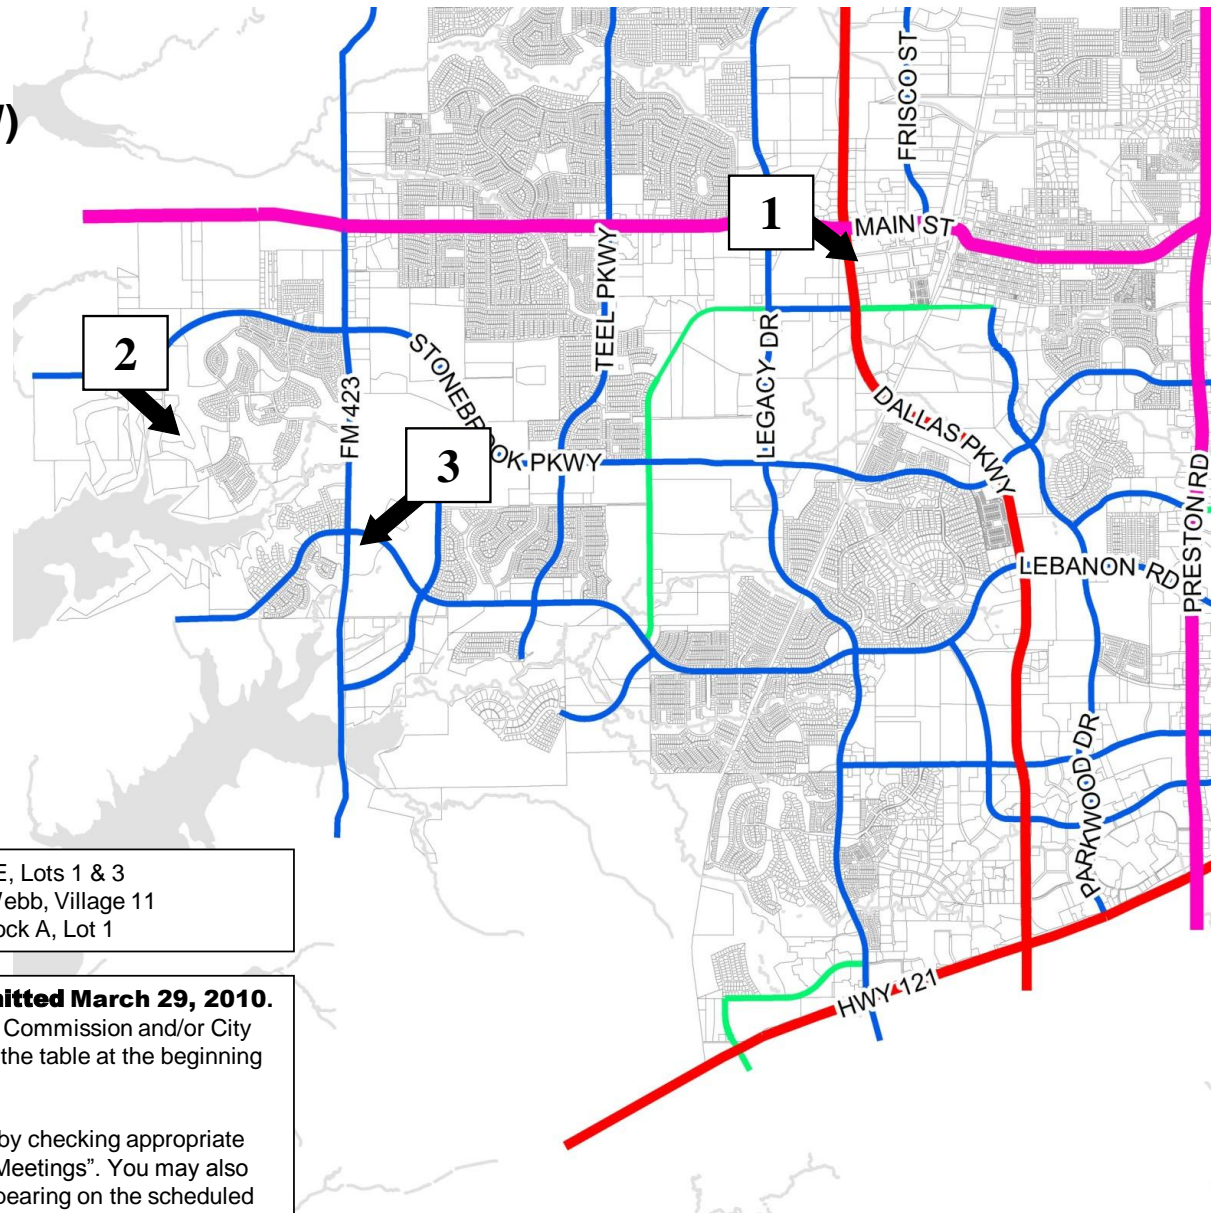 )
FRISCO ST
1
MAIN ST
TEEL PKWY
2
STONEBROOK PKWY
LEGACY DR
FM 423
DALLAS PKWY
3
PRESTON RD
LEBANON RD
PARKWOOD DR
HWY 121
E, Lots 1 & 3
Webb, Village 11
ock A, Lot 1
itted March 29, 2010.
Commission and/or City
the table at the beginning
by checking appropriate
Meetings”. You may also
pearing on the scheduled